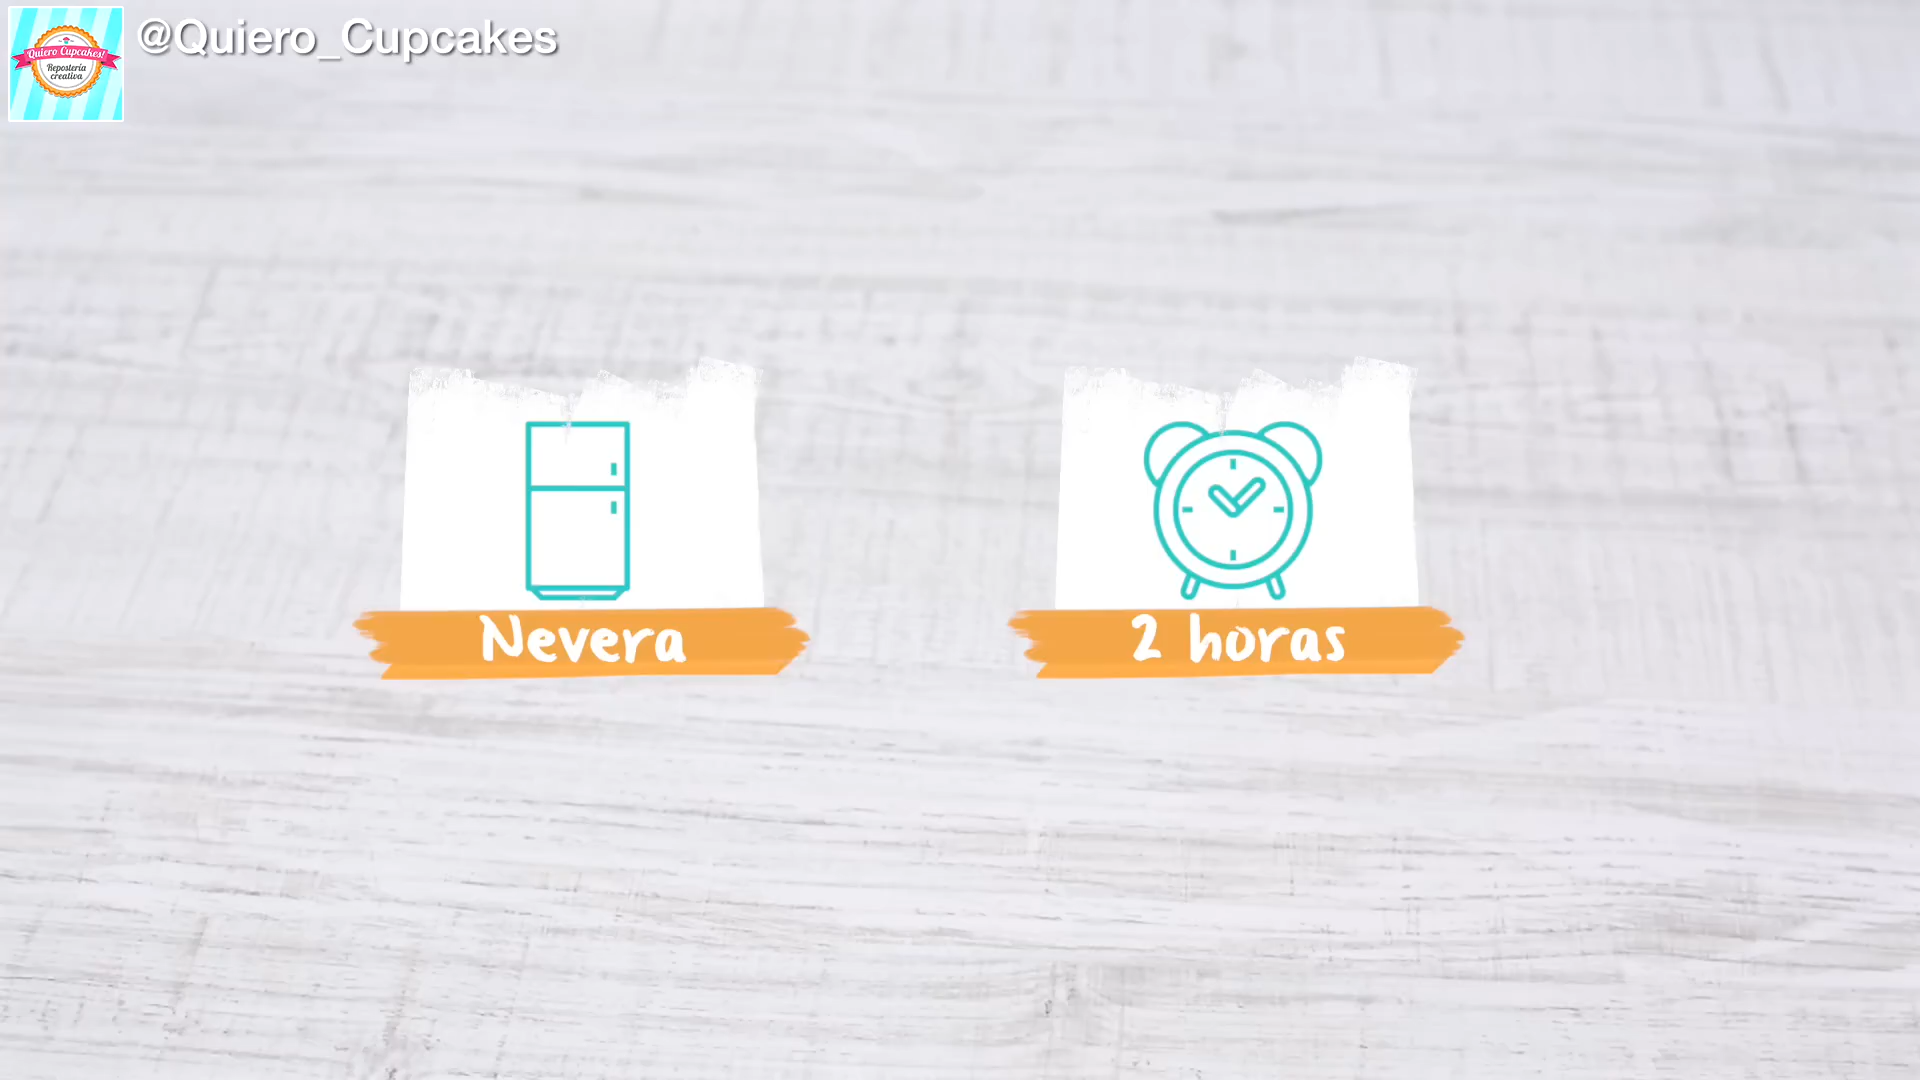 @Quiero_Cupcakes
Quiero Cupcakes!
Repostería
creativa
Nevera
2 horas